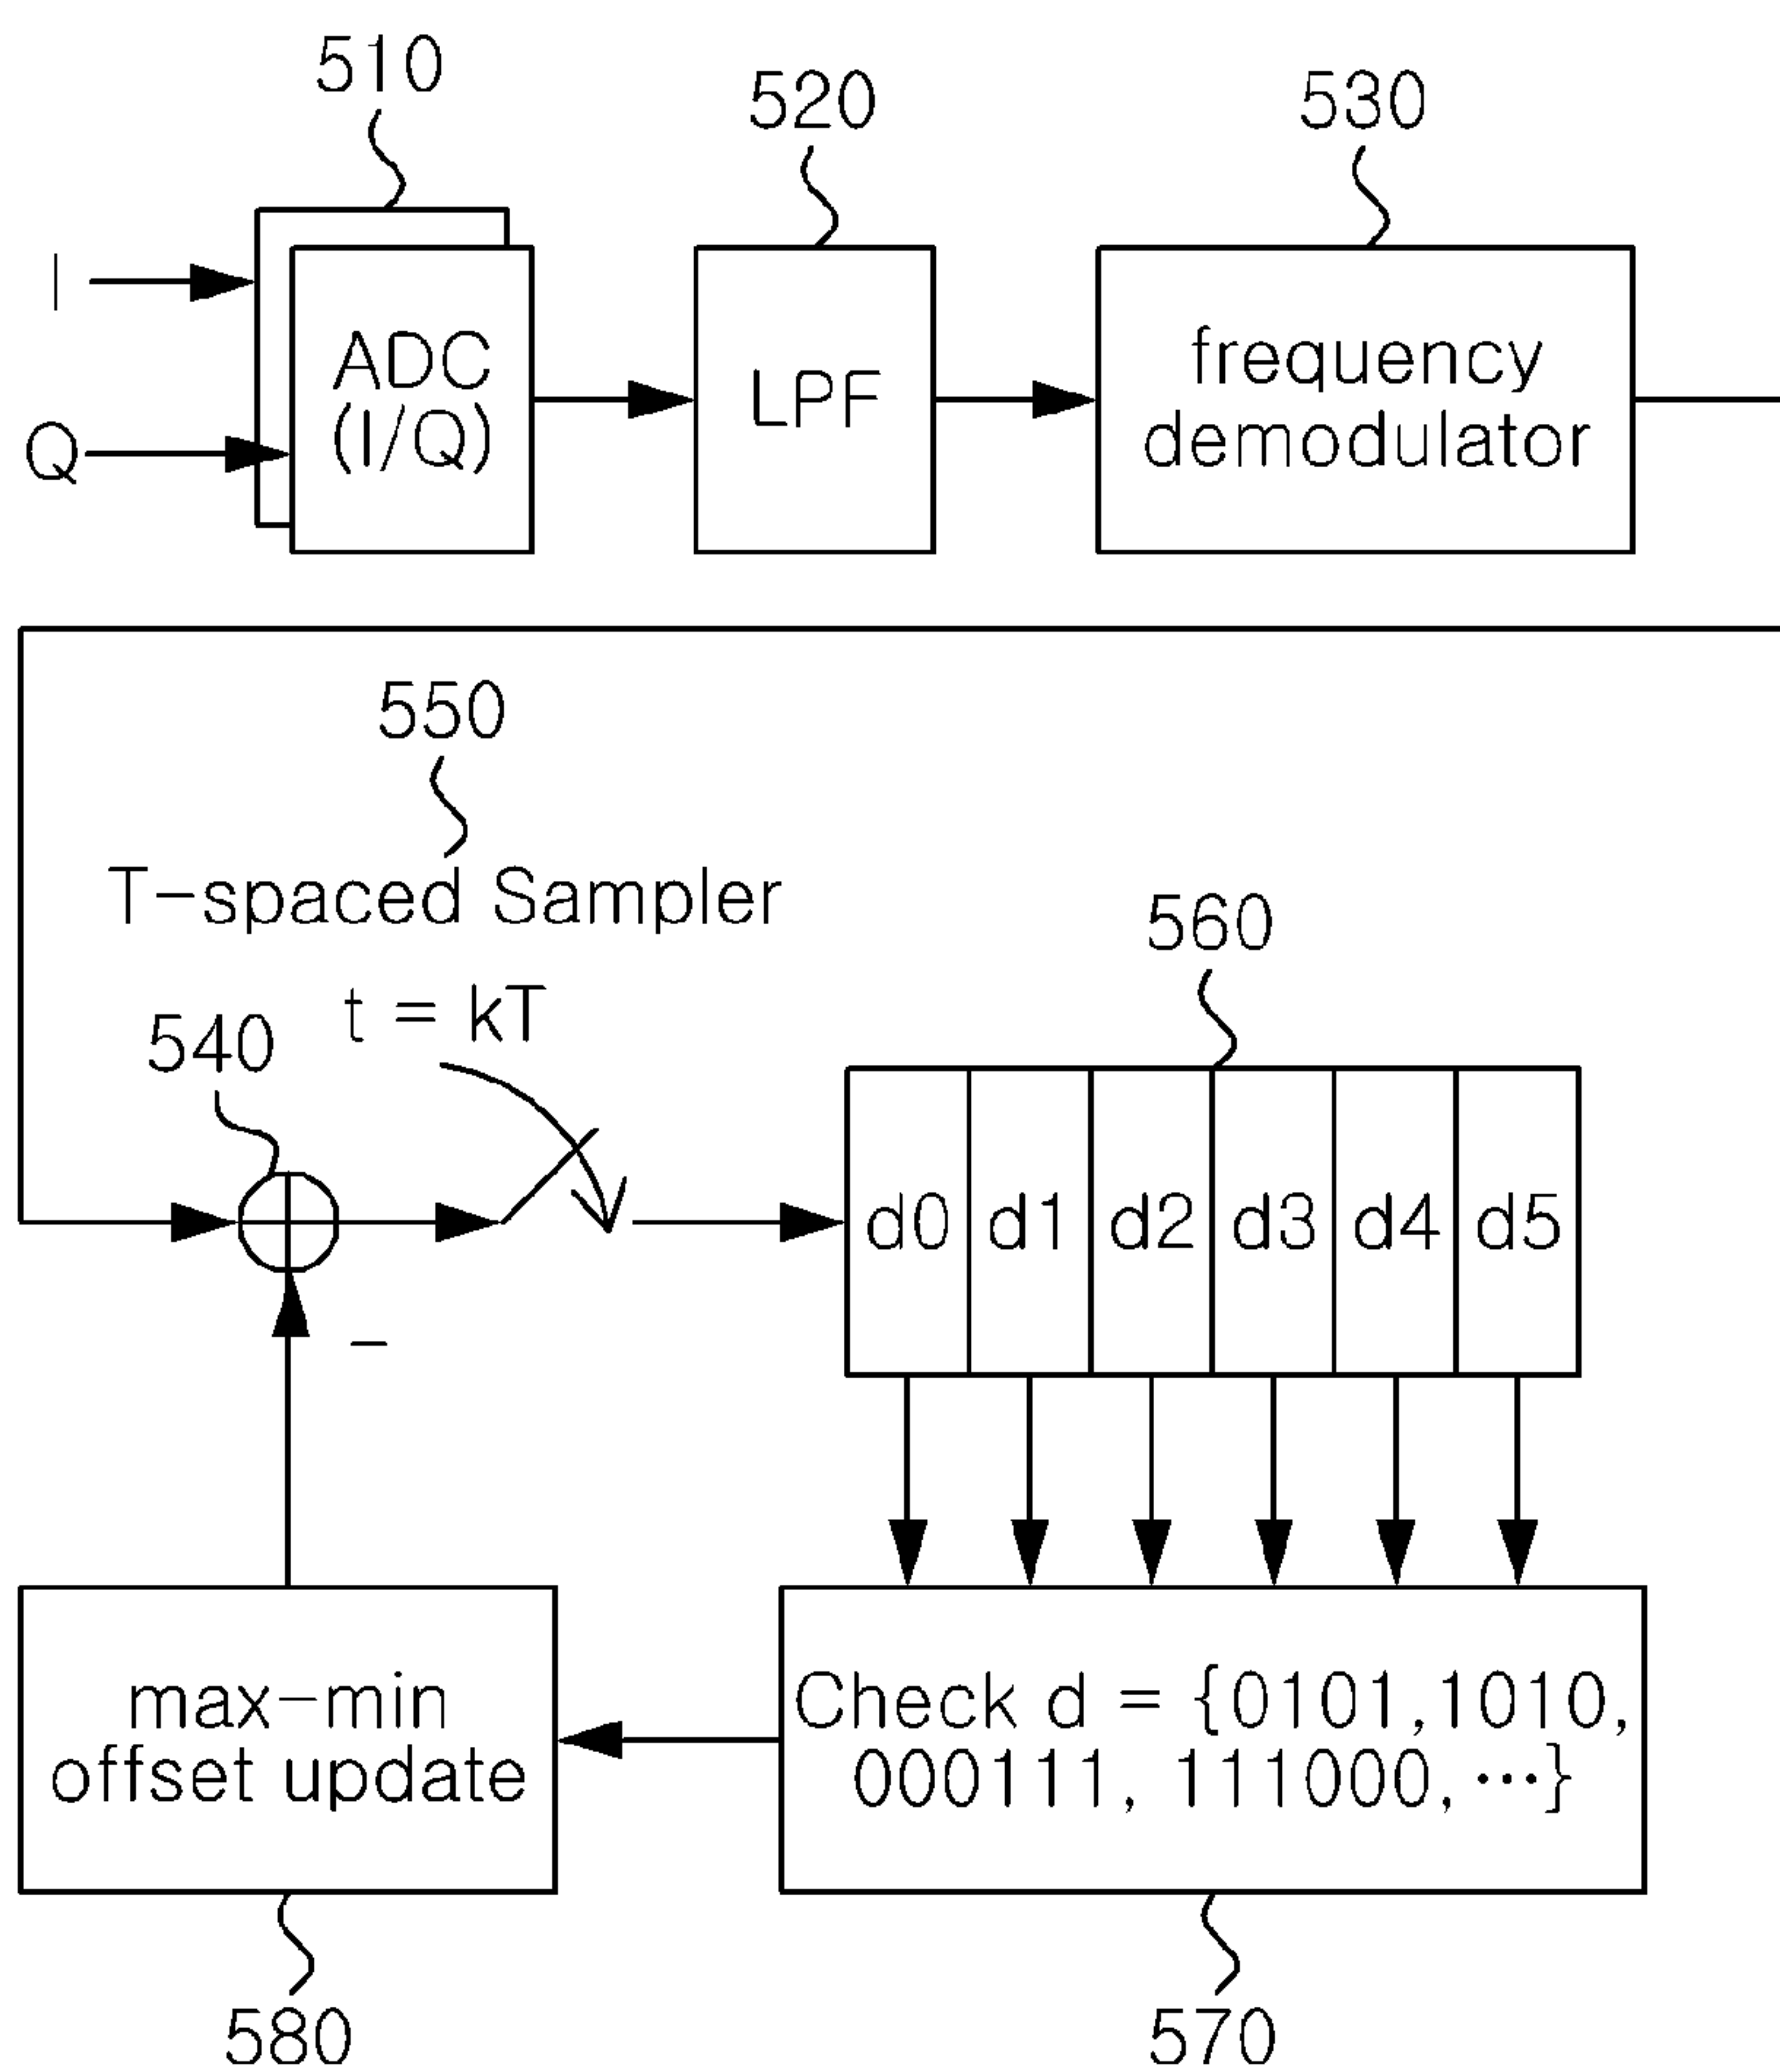 510
520
530
I
Q
ADC
(I/Q)
LPF
frequency
demodulator
550
T-spaced Sampler
t = kT
540
560
d0 d1 d2 d3 d4 d5
-
max-min
offset update
Check d = {0101,1010,
000111, 111000, ···}
580
570